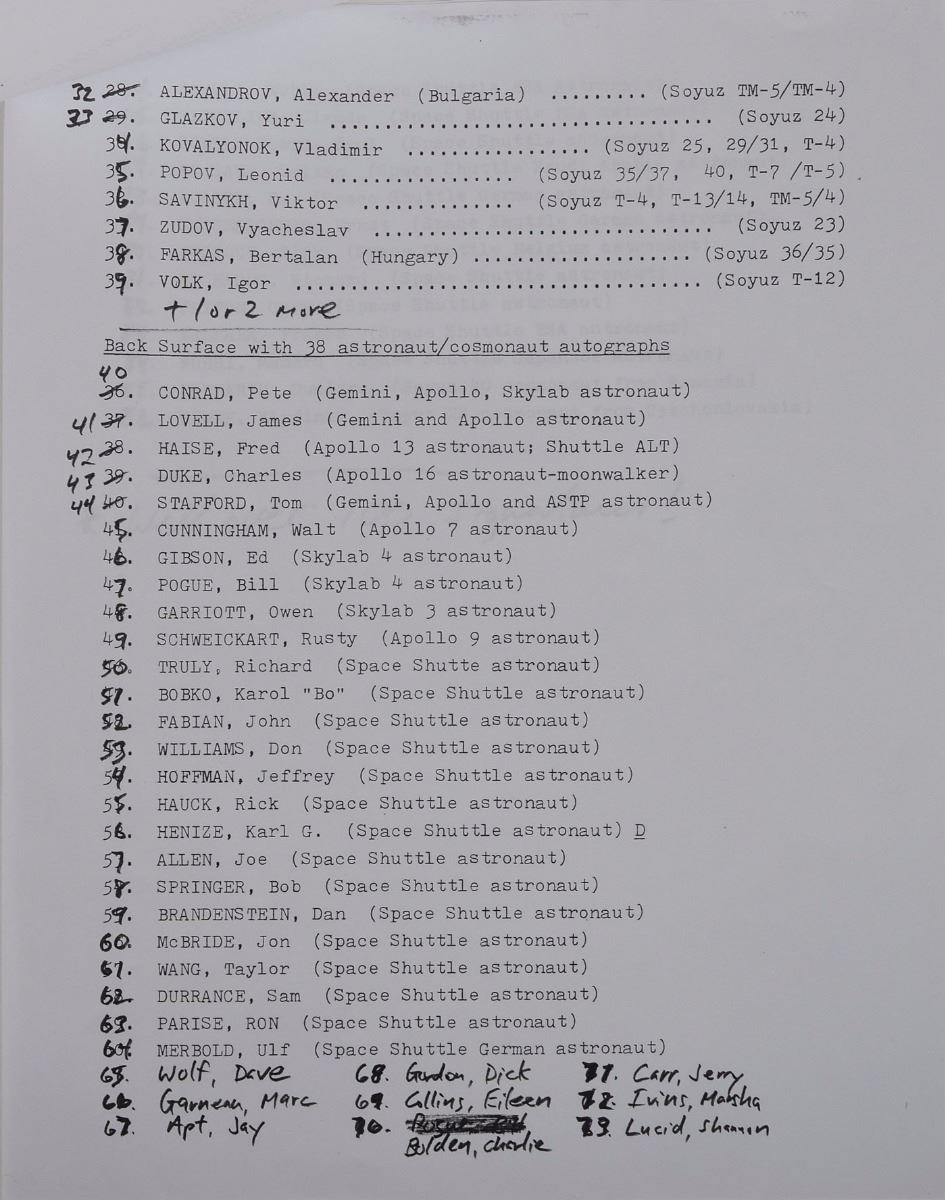 32 28. ALEXANDROV, Alexander (Bulgaria) ......... (Soyuz TM-5/TM-4)
33 29. GLAZKOV, Yuri ................................... (Soyuz 24)
34. KOVALYONOK, Vladimir ................. (Soyuz 25, 29/31, T-4)
35. POPOV, Leonid ................. (Soyuz 35/37, 40, T-7 /T-5)
36. SAVINYKH, Viktor .............. (Soyuz T-4, T-13/14, TM-5/4)
37. ZUDOV, Vyacheslav ............................... (Soyuz 23)
38. FARKAS, Bertalan (Hungary) .................... (Soyuz 36/35)
39. VOLK, Igor ..................................... (Soyuz T-12)
+ 1 or 2 more
Back Surface with 38 astronaut/cosmonaut autographs
40
36. CONRAD, Pete (Gemini, Apollo, Skylab astronaut)
41 37. LOVELL, James (Gemini and Apollo astronaut)
42 38. HAISE, Fred (Apollo 13 astronaut; Shuttle ALT)
43 39. DUKE, Charles (Apollo 16 astronaut-moonwalker)
44 40. STAFFORD, Tom (Gemini, Apollo and ASTP astronaut)
45. CUNNINGHAM, Walt (Apollo 7 astronaut)
46. GIBSON, Ed (Skylab 4 astronaut)
47. POGUE, Bill (Skylab 4 astronaut)
48. GARRIOTT, Owen (Skylab 3 astronaut)
49. SCHWEICKART, Rusty (Apollo 9 astronaut)
50. TRULY, Richard (Space Shutte astronaut)
51. BOBKO, Karol "Bo" (Space Shuttle astronaut)
52. FABIAN, John (Space Shuttle astronaut)
53. WILLIAMS, Don (Space Shuttle astronaut)
54. HOFFMAN, Jeffrey (Space Shuttle astronaut)
55. HAUCK, Rick (Space Shuttle astronaut)
56. HENIZE, Karl G. (Space Shuttle astronaut) D
57. ALLEN, Joe (Space Shuttle astronaut)
58. SPRINGER, Bob (Space Shuttle astronaut)
59. BRANDENSTEIN, Dan (Space Shuttle astronaut)
60. McBRIDE, Jon (Space Shuttle astronaut)
61. WANG, Taylor (Space Shuttle astronaut)
62. DURRANCE, Sam (Space Shuttle astronaut)
63. PARISE, RON (Space Shuttle astronaut)
64. MERBOLD, Ulf (Space Shuttle German astronaut)
65. Wolf, Dave 68. Gordon, Dick 71. Carr, Jerry
66. Garneau, Marc 69. Collins, Eileen 72. Ivins, Marsha
67. Apt, Jay 70. Bolden, Charlie 73. Lucid, Shannon